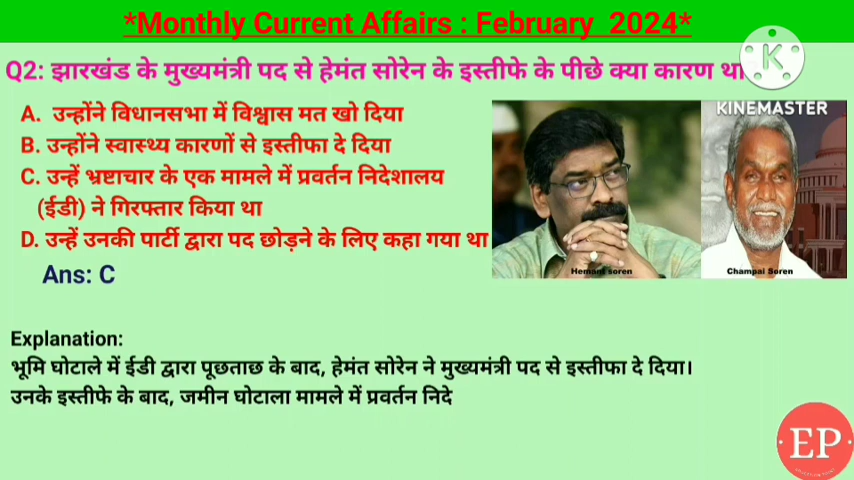 *Monthly Current Affairs : February 2024*
Q2: झारखंड के मुख्यमंत्री पद से हेमंत सोरेन के इस्तीफे के पीछे क्या कारण था
K
KINEMASTER
A. उन्होंने विधानसभा में विश्वास मत खो दिया
B. उन्होंने स्वास्थ्य कारणों से इस्तीफा दे दिया
C. उन्हें भ्रष्टाचार के एक मामले में प्रवर्तन निदेशालय
(ईडी) ने गिरफ्तार किया था
D. उन्हें उनकी पार्टी द्वारा पद छोड़ने के लिए कहा गया था
Hemant soren
Champai Soren
Ans: C
Explanation:
भूमि घोटाले में ईडी द्वारा पूछताछ के बाद, हेमंत सोरेन ने मुख्यमंत्री पद से इस्तीफा दे दिया।
उनके इस्तीफे के बाद, जमीन घोटाला मामले में प्रवर्तन निदे
EP